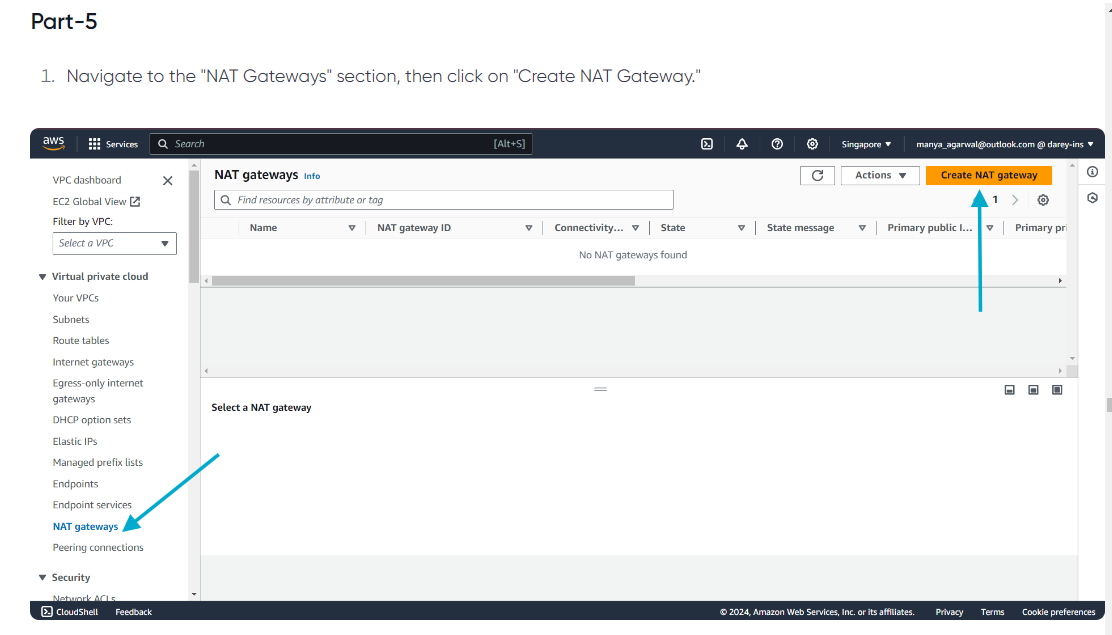 Part-5
1. Navigate to the "NAT Gateways" section, then click on "Create NAT Gateway."
aws Services Search [Alt+S] Singapore ▼ manya_agarwal@outlook.com @ darey-ins ▼
VPC dashboard
EC2 Global View
Filter by VPC:
Select a VPC
▼ Virtual private cloud
Your VPCs
Subnets
Route tables
Internet gateways
Egress-only internet
gateways
DHCP option sets
Elastic IPs
Managed prefix lists
Endpoints
Endpoint services
NAT gateways
Peering connections
▼ Security
Network ACLs
NAT gateways Info
Actions ▼ Create NAT gateway
Find resources by attribute or tag
1
Name NAT gateway ID Connectivity... State State message Primary public I... Primary pri
No NAT gateways found
Select a NAT gateway
CloudShell Feedback © 2024, Amazon Web Services, Inc. or its affiliates. Privacy Terms Cookie preferences